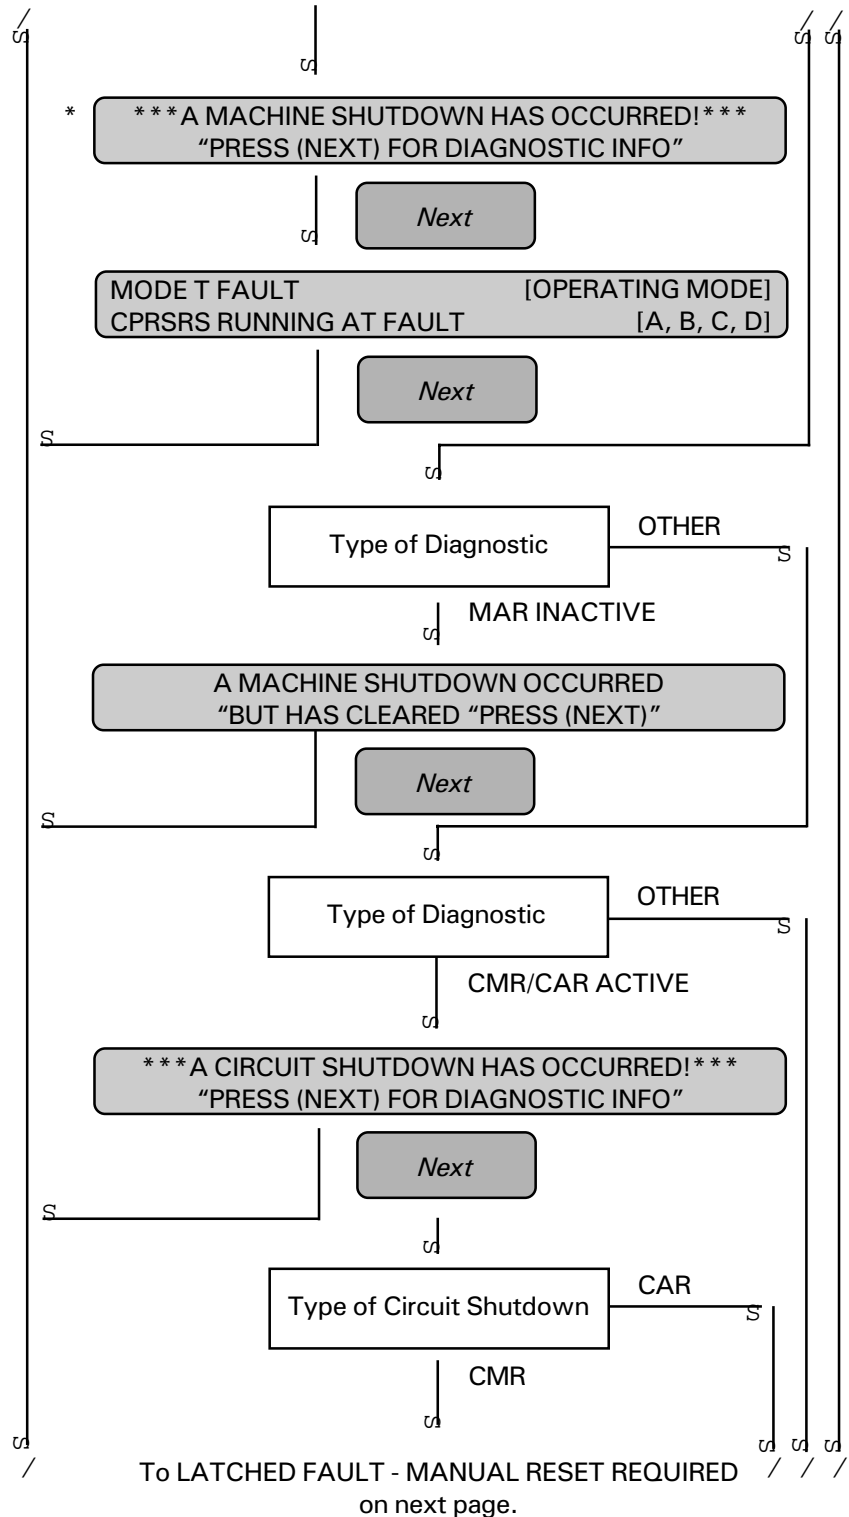 /
S
/ /
S S
S
* ***A MACHINE SHUTDOWN HAS OCCURRED!***
“PRESS (NEXT) FOR DIAGNOSTIC INFO”
S
Next
MODE T FAULT [OPERATING MODE]
CPRSRS RUNNING AT FAULT [A, B, C, D]
Next
S
S
Type of Diagnostic
OTHER
S
MAR INACTIVE
S
A MACHINE SHUTDOWN OCCURRED
“BUT HAS CLEARED “PRESS (NEXT)”
Next
S
S
Type of Diagnostic
OTHER
S
CMR/CAR ACTIVE
S
***A CIRCUIT SHUTDOWN HAS OCCURRED!***
“PRESS (NEXT) FOR DIAGNOSTIC INFO”
Next
S
S
Type of Circuit Shutdown
CAR
S
CMR
S
S S S S
/ / / /
To LATCHED FAULT - MANUAL RESET REQUIRED
on next page.